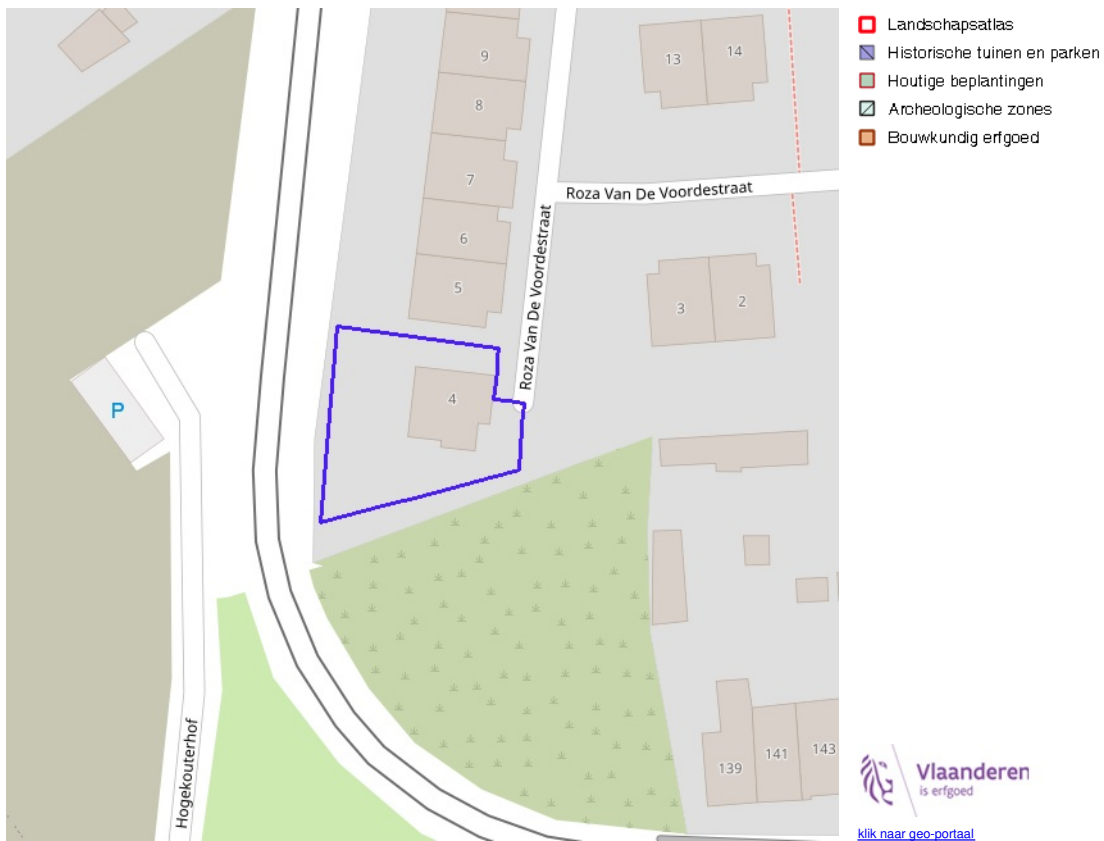 Landschapsatlas
Historische tuinen en parken
Houtige beplantingen
Archeologische zones
Bouwkundig erfgoed
9
8
7
6
5
4
13
14
Roza Van De Voordestraat
Roza Van De Voordestraat
3
2
P
Hogekouterhof
139
141
143
Vlaanderen
is erfgoed
klik naar geo-portaal